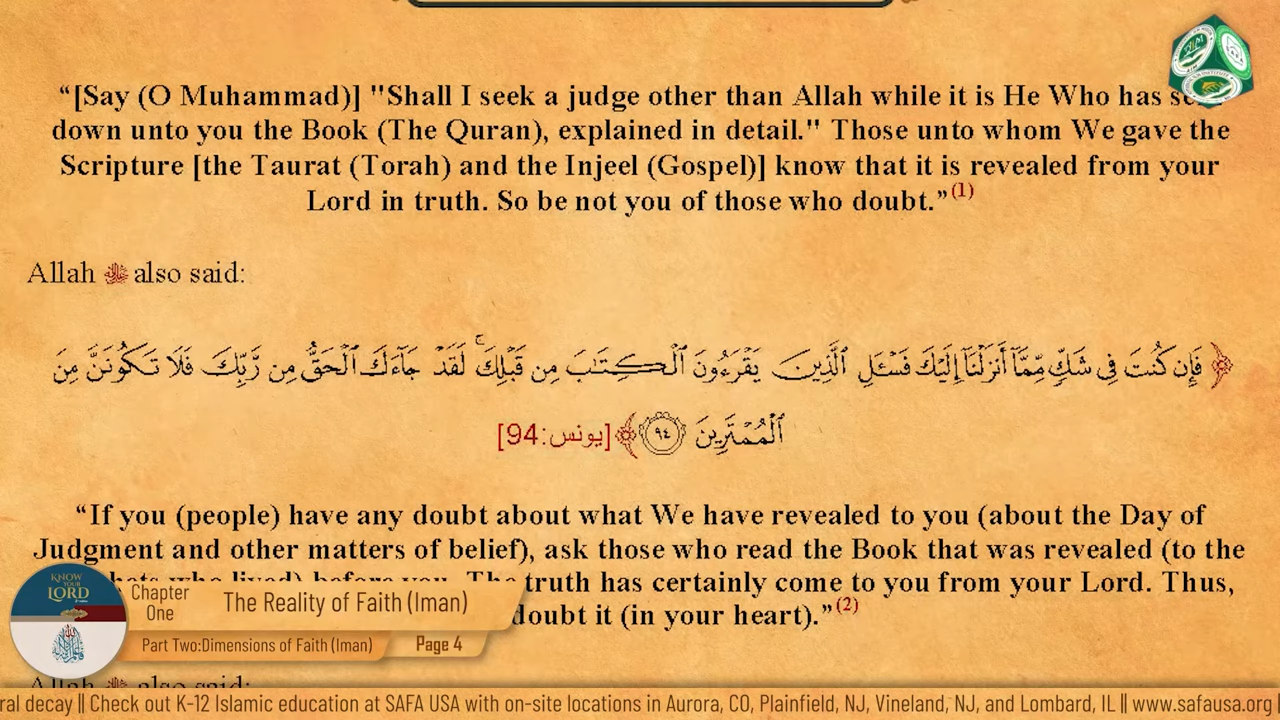 “[Say (O Muhammad)] "Shall I seek a judge other than Allah while it is He Who has
down unto you the Book (The Quran), explained in detail." Those unto whom We gave the
Scripture [the Taurat (Torah) and the Injeel (Gospel)] know that it is revealed from your
Lord in truth. So be not you of those who doubt.”(1)
Allah ﷻ also said:
﴿فَإِن كُنتَ فِى شَكٍّ مِّمَّآ أَنزَلْنَآ إِلَيْكَ فَسْـَٔلِ ٱلَّذِينَ يَقْرَءُونَ ٱلْكِتَـٰبَ مِن قَبْلِكَ ۚ لَقَدْ جَآءَكَ ٱلْحَقُّ مِن رَّبِّكَ فَلَا تَكُونَنَّ مِنَ
ٱلْمُمْتَرِينَ ٩٤﴾ [يونس:94]
“If you (people) have any doubt about what We have revealed to you (about the Day of
Judgment and other matters of belief), ask those who read the Book that was revealed (to the
who lived) before you. The truth has certainly come to you from your Lord. Thus,
doubt it (in your heart).”(2)
KNOW YOUR LORD
Chapter One
The Reality of Faith (Iman)
Part Two:Dimensions of Faith (Iman)
Page 4
Allah ﷻ also said:
decay || Check out K-12 Islamic education at SAFA USA with on-site locations in Aurora, CO, Plainfield, NJ, Vineland, NJ, and Lombard, IL || www.safausa.org ||